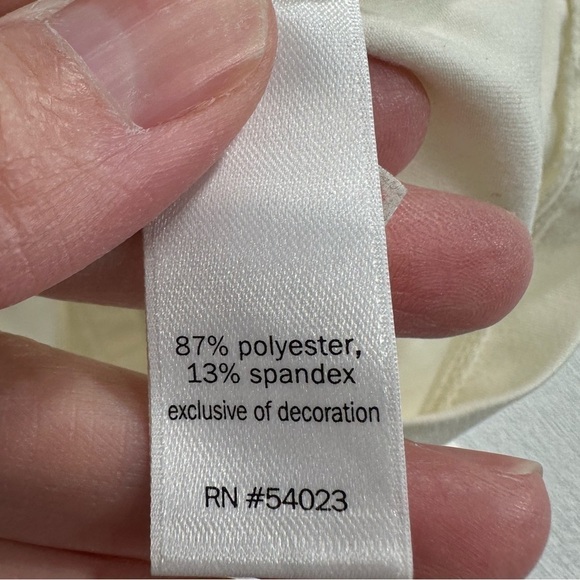 87% polyester,
13% spandex
exclusive of decoration
RN #54023